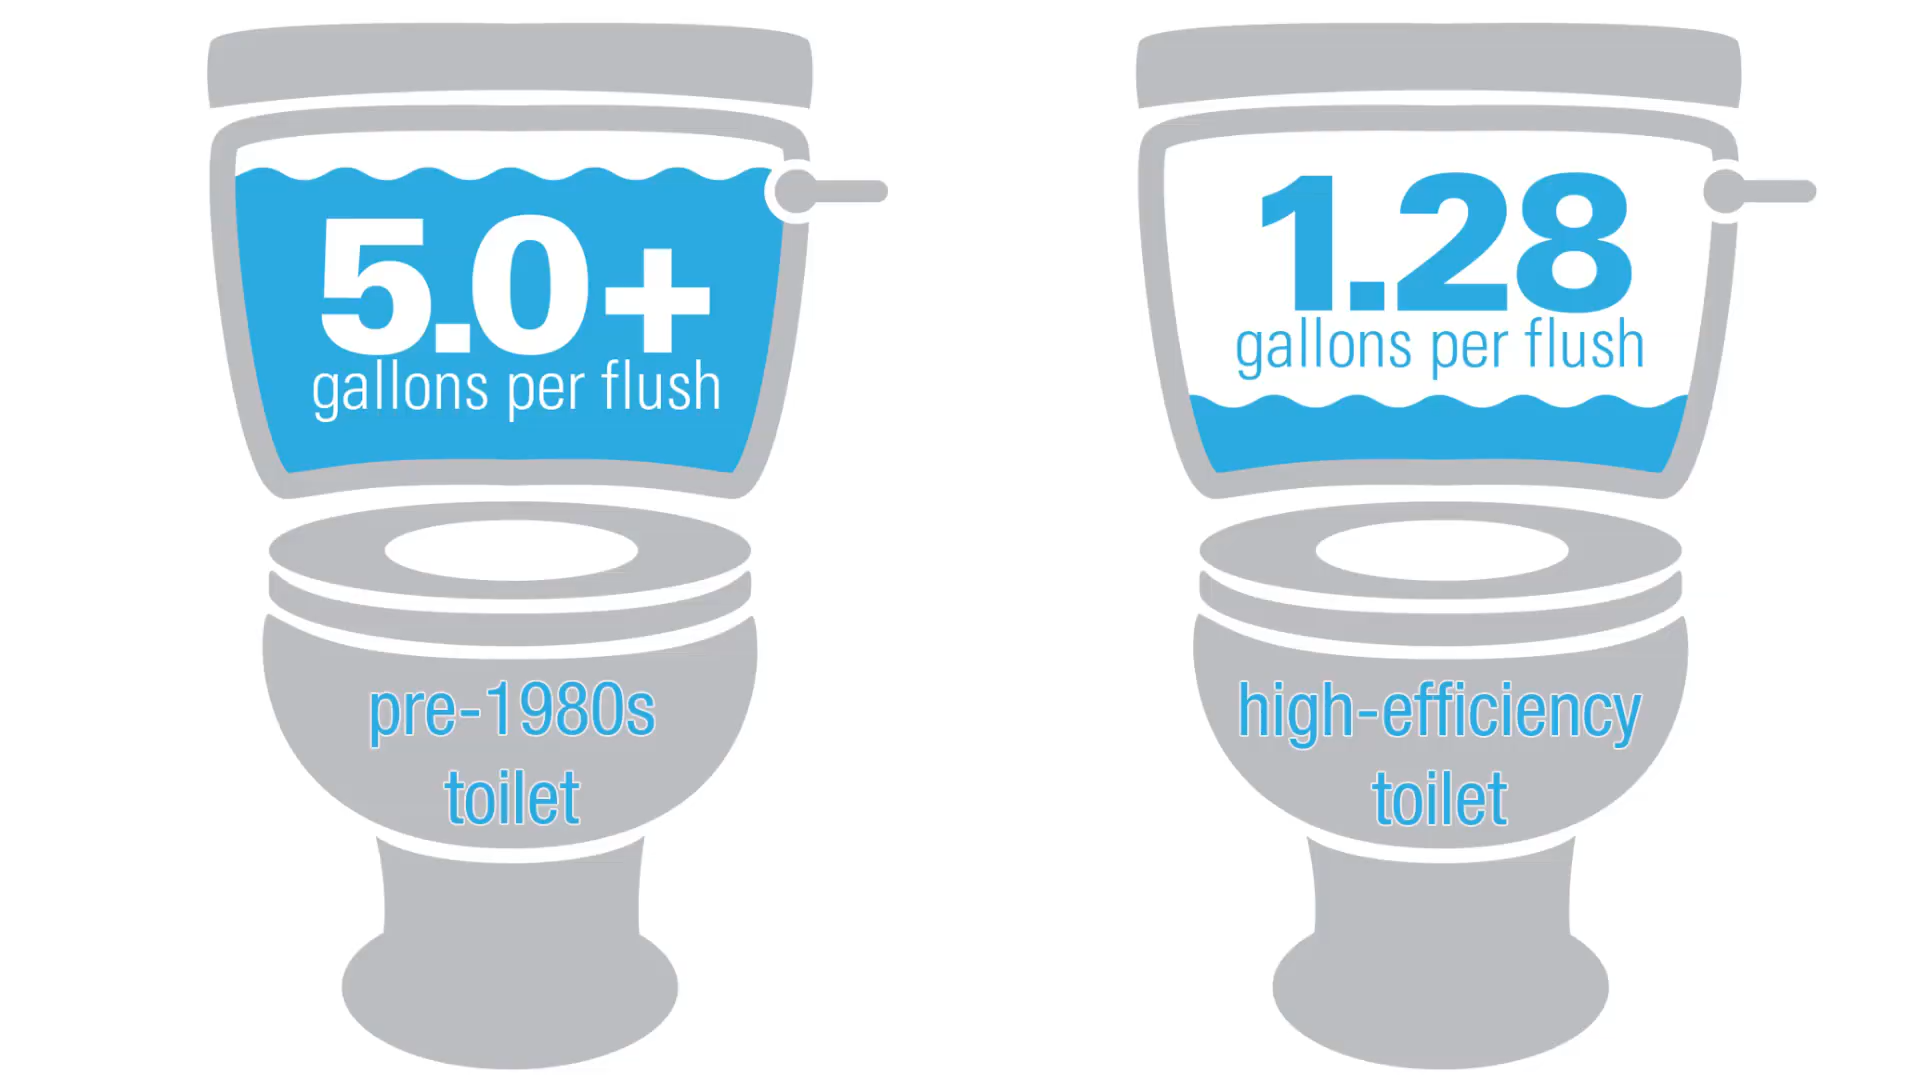 5.0+
gallons per flush
pre-1980s
toilet
1.28
gallons per flush
high-efficiency
toilet